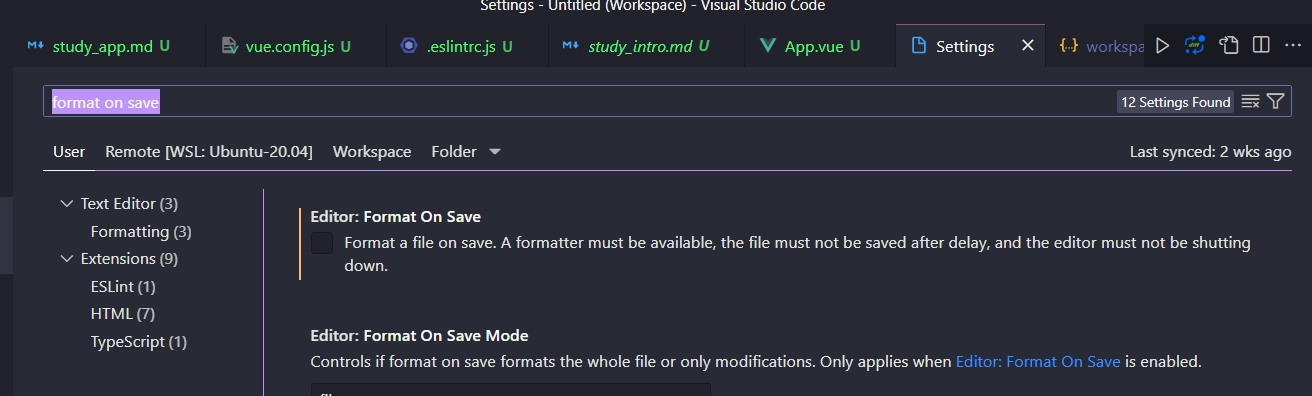 Settings - Untitled (Workspace) - Visual Studio Code
study_app.md U vue.config.js U .eslintrc.js U study_intro.md U App.vue U Settings workspa
format on save 12 Settings Found
User Remote [WSL: Ubuntu-20.04] Workspace Folder Last synced: 2 wks ago
Text Editor (3)
Formatting (3)
Extensions (9)
ESLint (1)
HTML (7)
TypeScript (1)
Editor: Format On Save
Format a file on save. A formatter must be available, the file must not be saved after delay, and the editor must not be shutting
down.
Editor: Format On Save Mode
Controls if format on save formats the whole file or only modifications. Only applies when Editor: Format On Save is enabled.